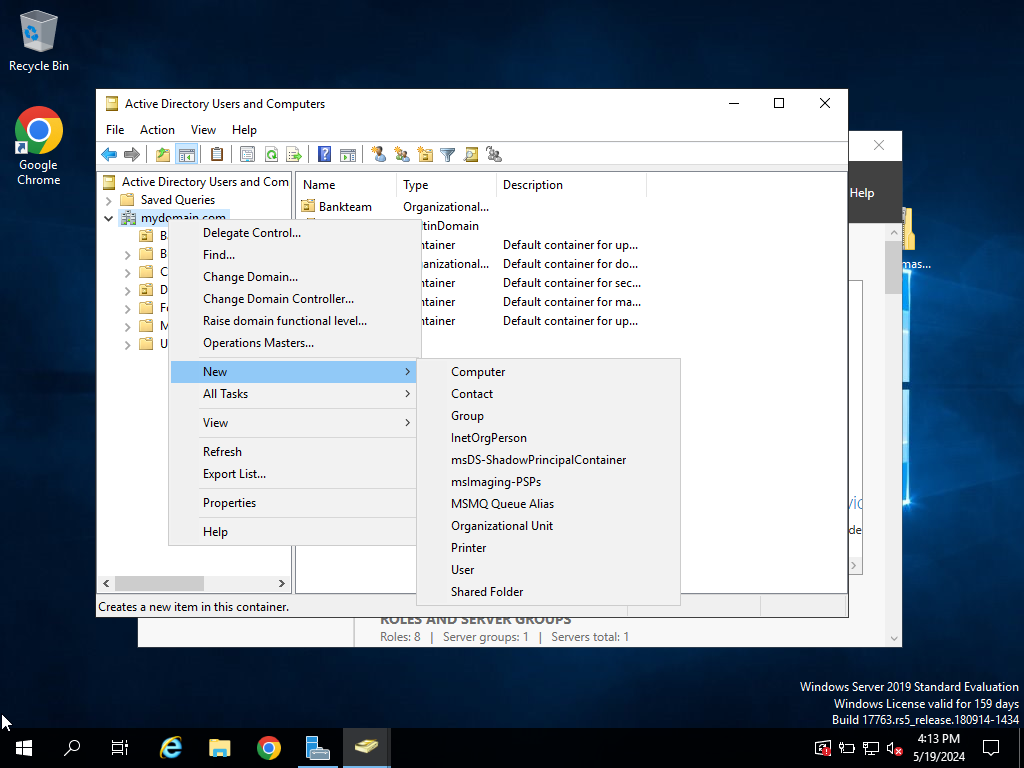 Recycle Bin
Google
Chrome
Active Directory Users and Computers
File Action View Help
Active Directory Users and Com
Saved Queries
mydomain.com
Name Type Description
Bankteam Organizational...
tinDomain
ntainer Default container for up...
ganizational... Default container for do...
ntainer Default container for sec...
ntainer Default container for ma...
ntainer Default container for up...
B
B
C
D
Fo
M
U
Delegate Control...
Find...
Change Domain...
Change Domain Controller...
Raise domain functional level...
Operations Masters...
New
All Tasks
View
Refresh
Export List...
Properties
Help
Computer
Contact
Group
InetOrgPerson
msDS-ShadowPrincipalContainer
msImaging-PSPs
MSMQ Queue Alias
Organizational Unit
Printer
User
Shared Folder
Creates a new item in this container.
Help
mas...
de
ROLES AND SERVER GROUPS
Roles: 8 | Server groups: 1 | Servers total: 1
Windows Server 2019 Standard Evaluation
Windows License valid for 159 days
Build 17763.rs5_release.180914-1434
4:13 PM
5/19/2024